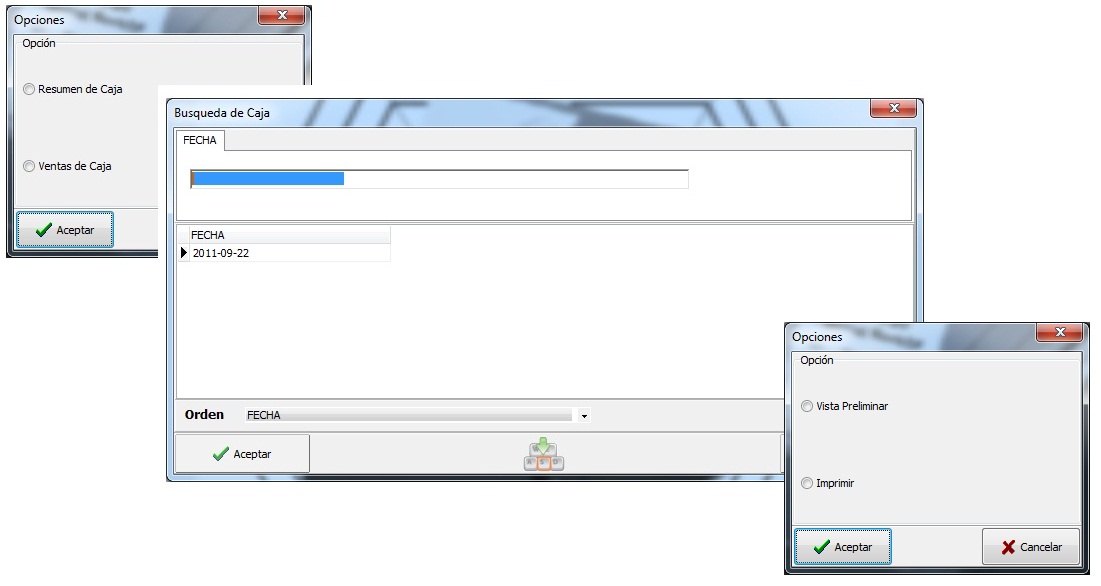 Opciones
Opción
Resumen de Caja
Ventas de Caja
Aceptar
Busqueda de Caja
FECHA
FECHA
2011-09-22
Orden FECHA
Aceptar
Opciones
Opción
Vista Preliminar
Imprimir
Aceptar Cancelar